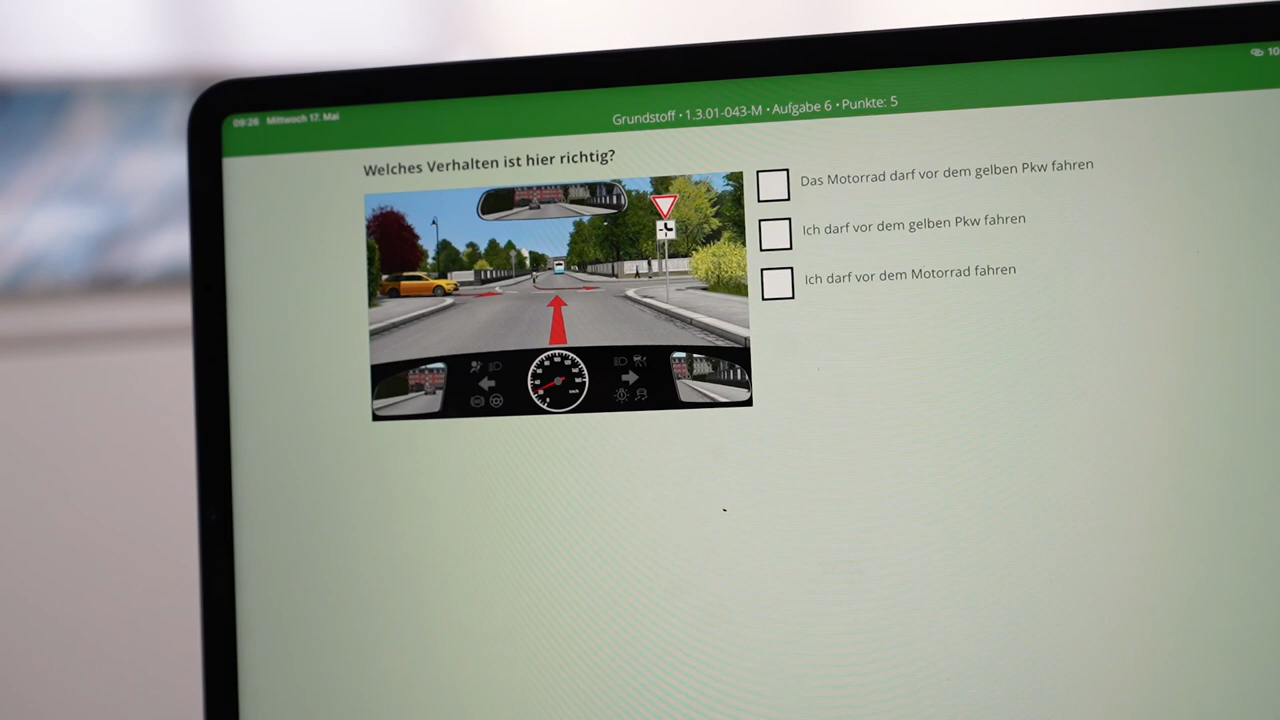 09:26 Mittwoch 17. Mai
10
Grundstoff • 1.3.01-043-M • Aufgabe 6 • Punkte: 5
Welches Verhalten ist hier richtig?
Das Motorrad darf vor dem gelben Pkw fahren
Ich darf vor dem gelben Pkw fahren
Ich darf vor dem Motorrad fahren